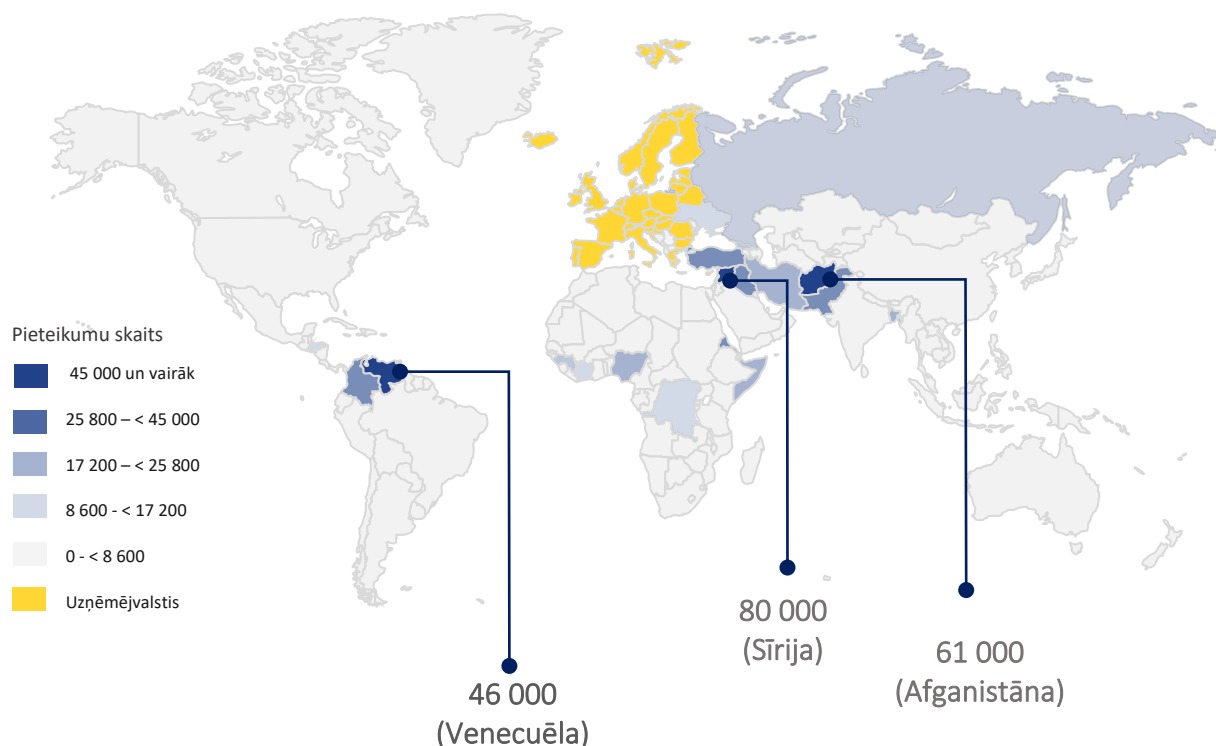 Pieteikumu skaits
45 000 un vairāk
25 800 – < 45 000
17 200 – < 25 800
8 600 - < 17 200
0 - < 8 600
Uzņēmējvalstis
80 000
(Sīrija)
61 000
(Afganistāna)
46 000
(Venecuēla)